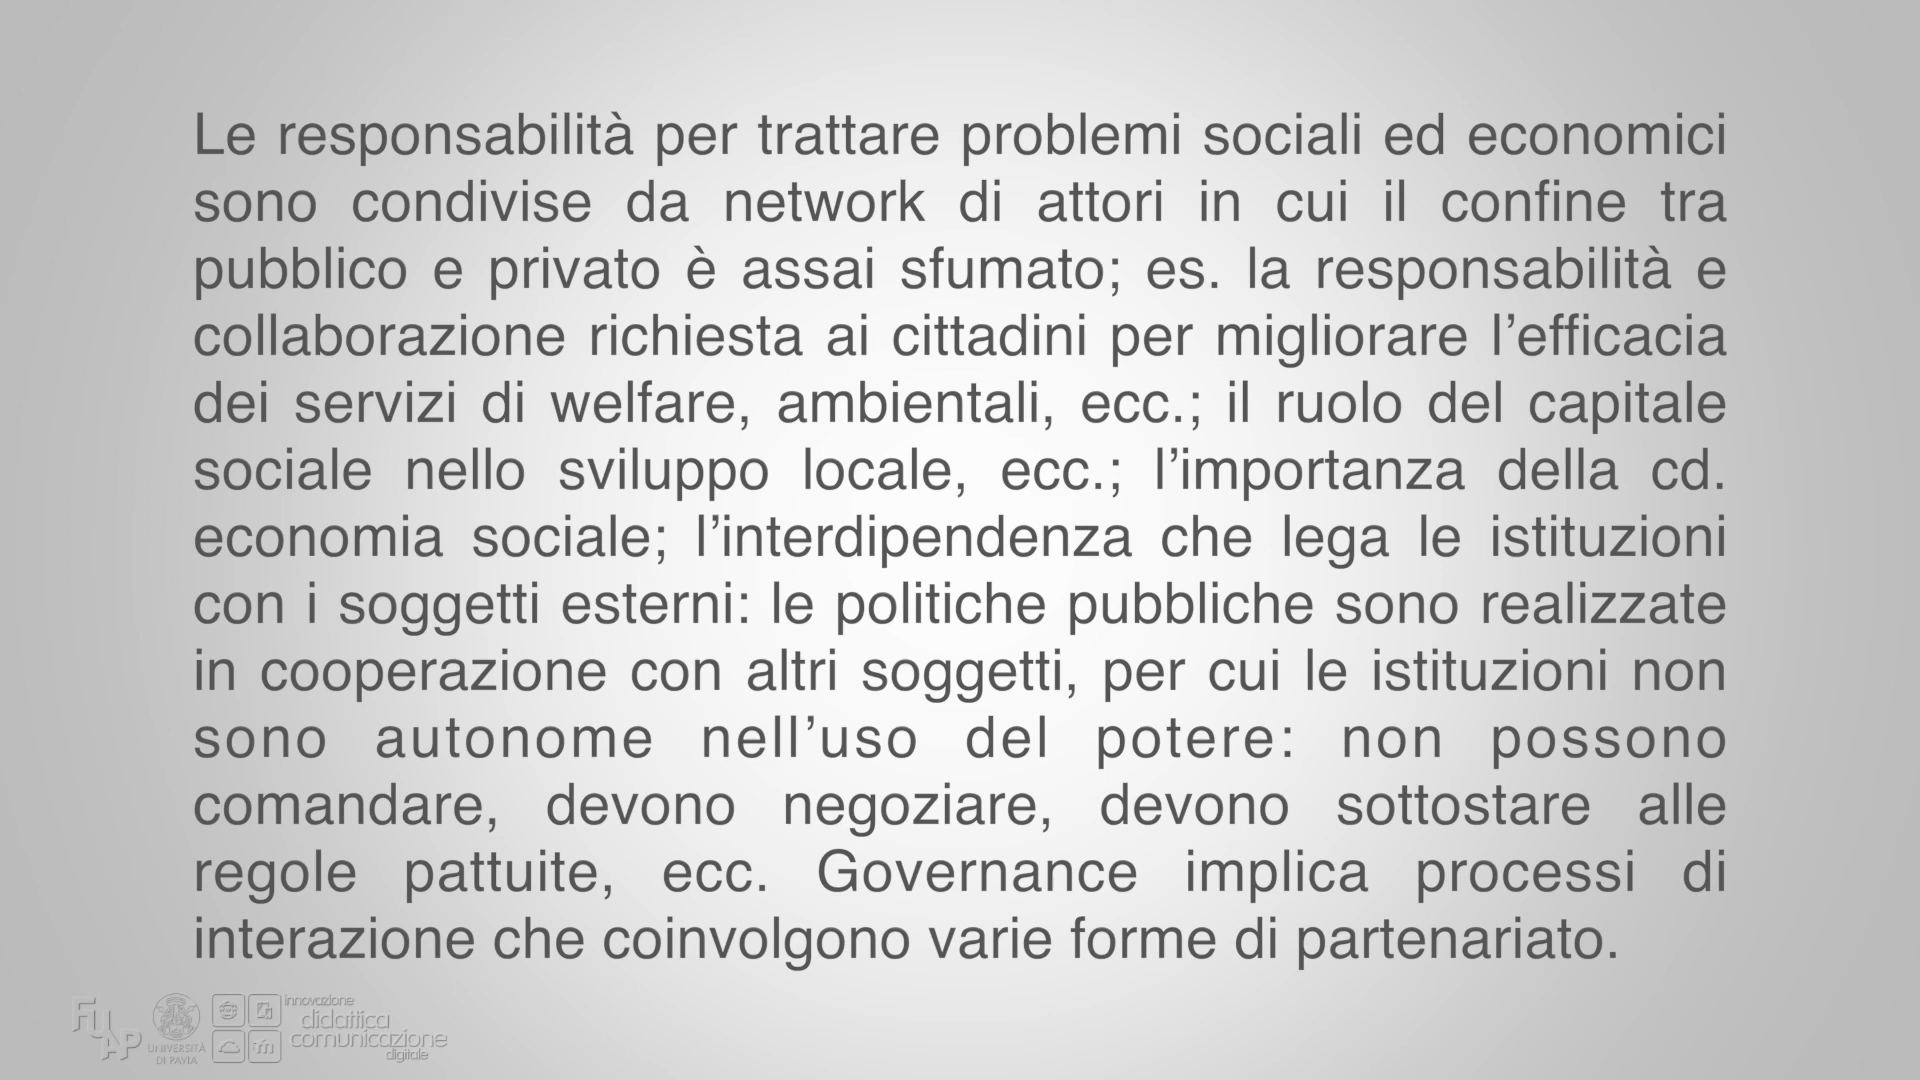 Le responsabilità per trattare problemi sociali ed economici
sono condivise da network di attori in cui il confine tra
pubblico e privato è assai sfumato; es. la responsabilità e
collaborazione richiesta ai cittadini per migliorare l’efficacia
dei servizi di welfare, ambientali, ecc.; il ruolo del capitale
sociale nello sviluppo locale, ecc.; l’importanza della cd.
economia sociale; l’interdipendenza che lega le istituzioni
con i soggetti esterni: le politiche pubbliche sono realizzate
in cooperazione con altri soggetti, per cui le istituzioni non
sono autonome nell’uso del potere: non possono
comandare, devono negoziare, devono sottostare alle
regole pattuite, ecc. Governance implica processi di
interazione che coinvolgono varie forme di partenariato.
UNIVERSITÀ
DI PAVIA
innovazione
didattica
comunicazione
digitale